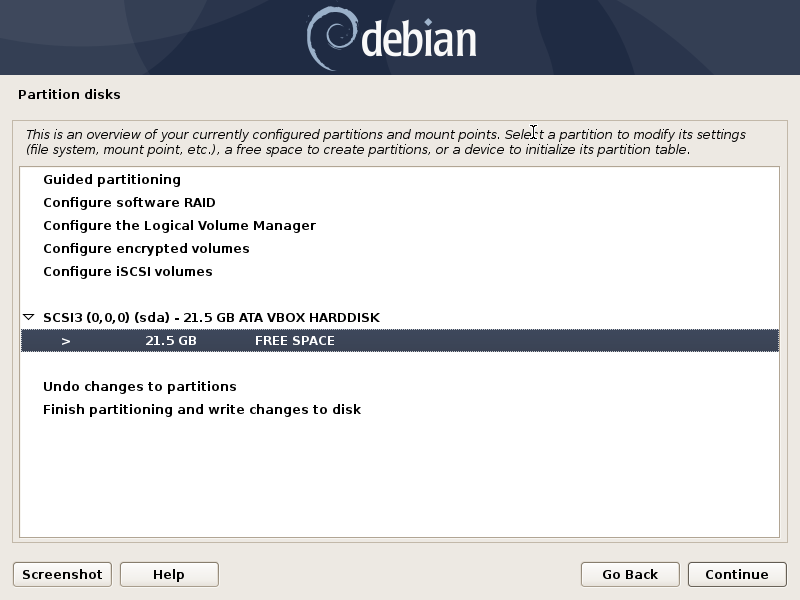 debian
Partition disks
This is an overview of your currently configured partitions and mount points. Select a partition to modify its settings
(file system, mount point, etc.), a free space to create partitions, or a device to initialize its partition table.
Guided partitioning
Configure software RAID
Configure the Logical Volume Manager
Configure encrypted volumes
Configure iSCSI volumes
SCSI3 (0,0,0) (sda) - 21.5 GB ATA VBOX HARDDISK
> 21.5 GB FREE SPACE
Undo changes to partitions
Finish partitioning and write changes to disk
Screenshot Help Go Back Continue